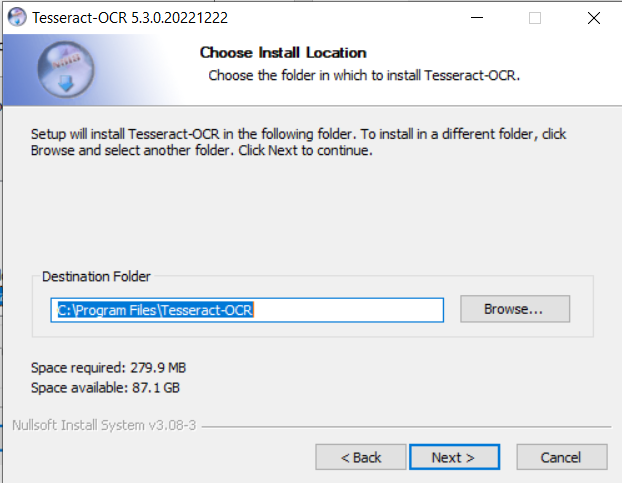 Tesseract-OCR 5.3.0.20221222
Choose Install Location
Choose the folder in which to install Tesseract-OCR.
Setup will install Tesseract-OCR in the following folder. To install in a different folder, click
Browse and select another folder. Click Next to continue.
Destination Folder
C:\Program Files\Tesseract-OCR
Browse...
Space required: 279.9 MB
Space available: 87.1 GB
Nullsoft Install System v3.08-3
< Back
Next >
Cancel